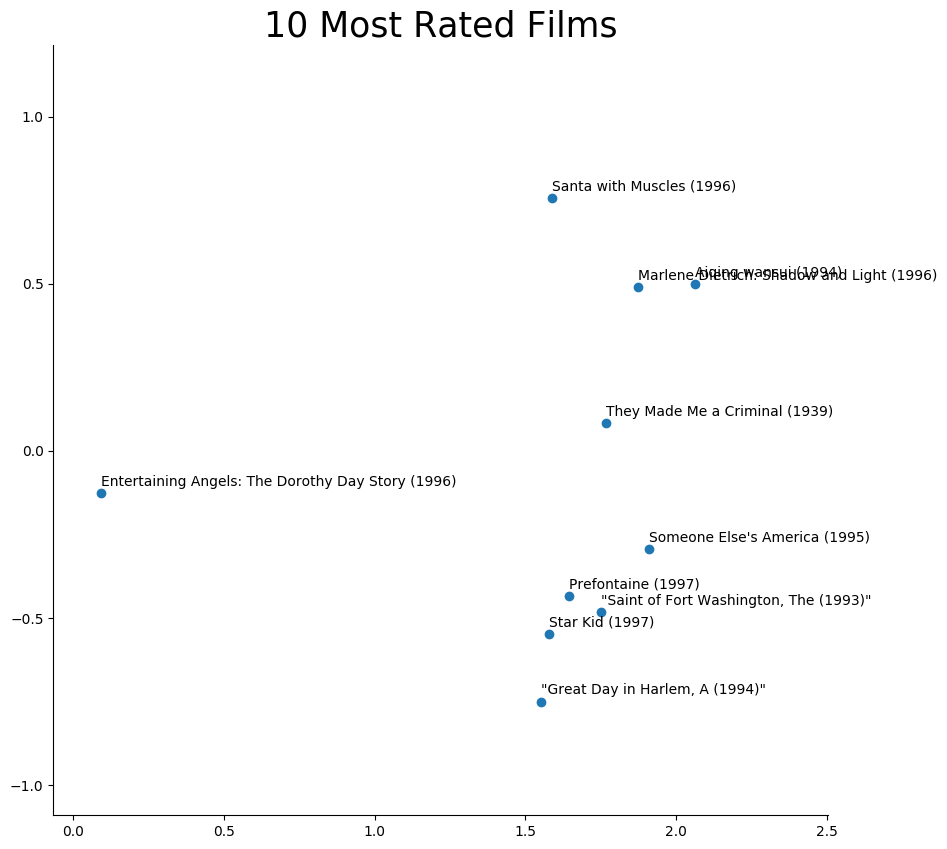 10 Most Rated Films
1.0
Santa with Muscles (1996)
Aiqing wansui (1994)
Marlene Dietrich: Shadow and Light (1996)
0.5
They Made Me a Criminal (1939)
0.0
Entertaining Angels: The Dorothy Day Story (1996)
Someone Else's America (1995)
Prefontaine (1997)
"Saint of Fort Washington, The (1993)"
−0.5
Star Kid (1997)
"Great Day in Harlem, A (1994)"
−1.0
0.0 0.5 1.0 1.5 2.0 2.5